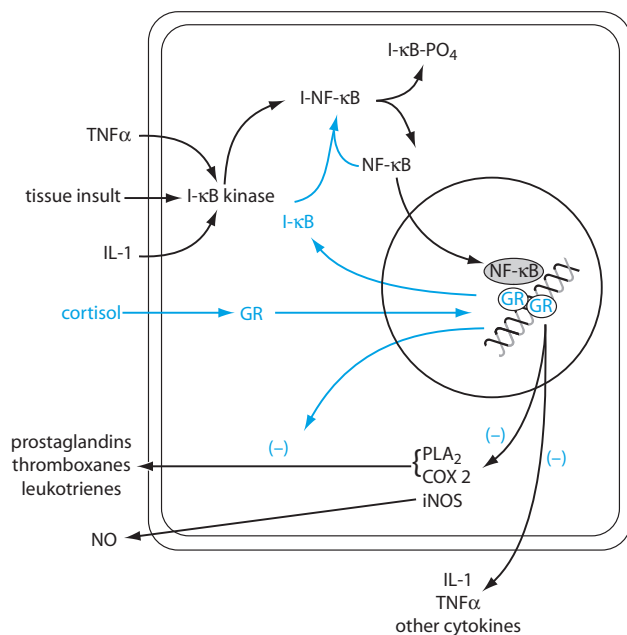 I-κB-PO₄
I-NF-κB
TNFα
NF-κB
tissue insult
I-κB kinase
I-κB
IL-1
NF-κB
GR
GR
cortisol
GR
(–)
(–)
(–)
prostaglandins
thromboxanes
leukotrienes
PLA₂
COX 2
iNOS
NO
IL-1
TNFα
other cytokines